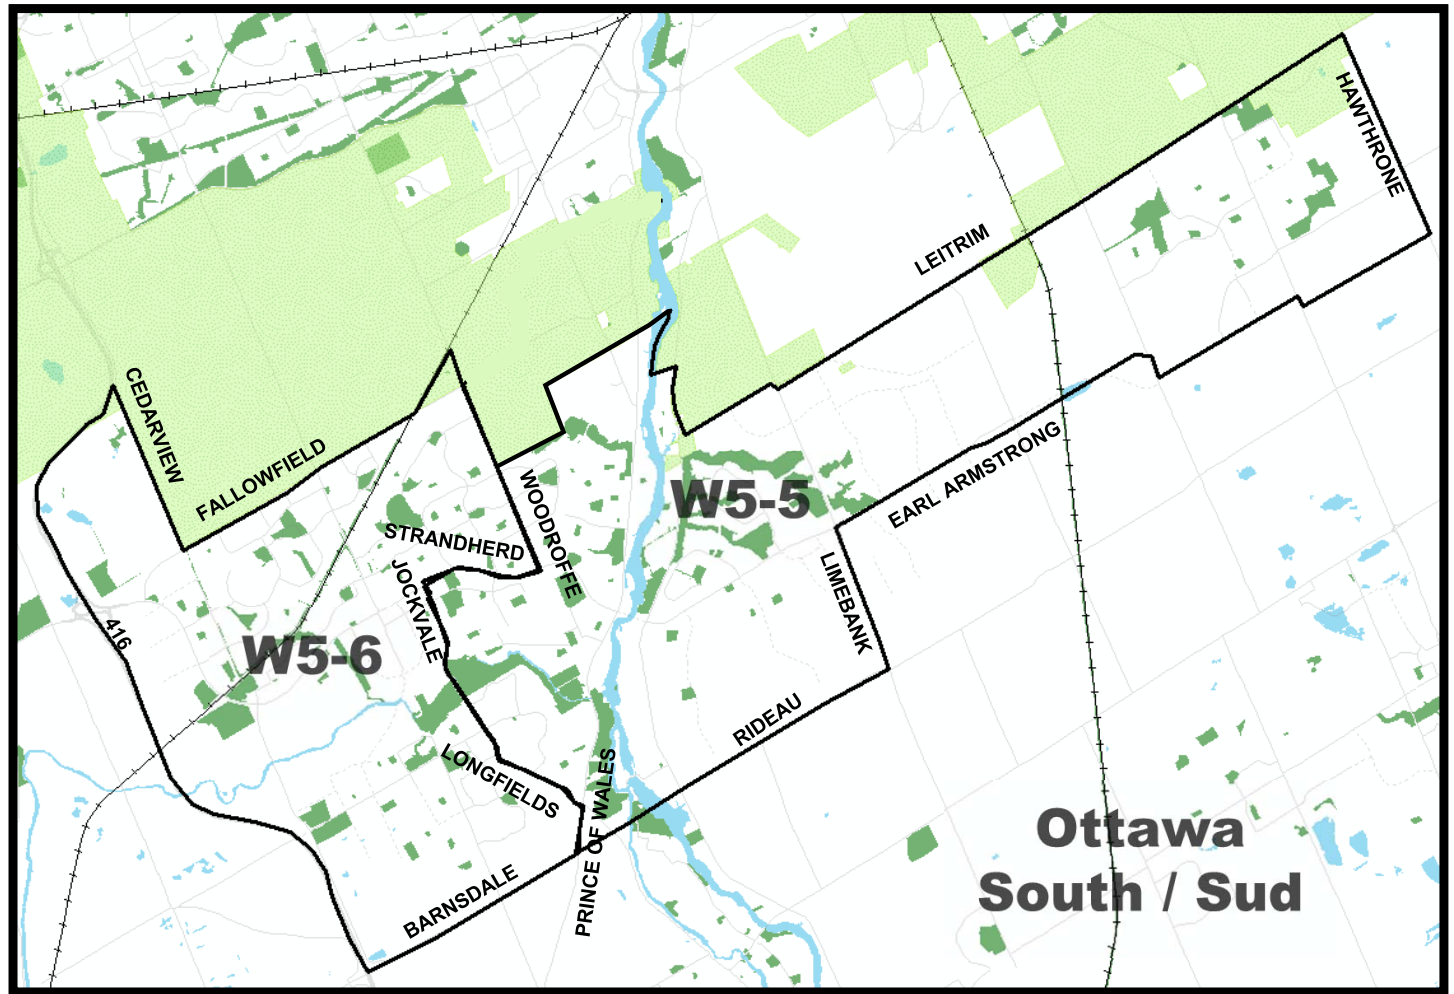 HAWTHRONE
LEITRIM
CEDARVIEW
FALLOWFIELD
EARL ARMSTRONG
STRANDHERD
WOODROFFE
W5-5
JOCKVALE
LIMEBANK
416
W5-6
RIDEAU
LONGFIELDS
PRINCE OF WALES
BARNSDALE
Ottawa
South / Sud